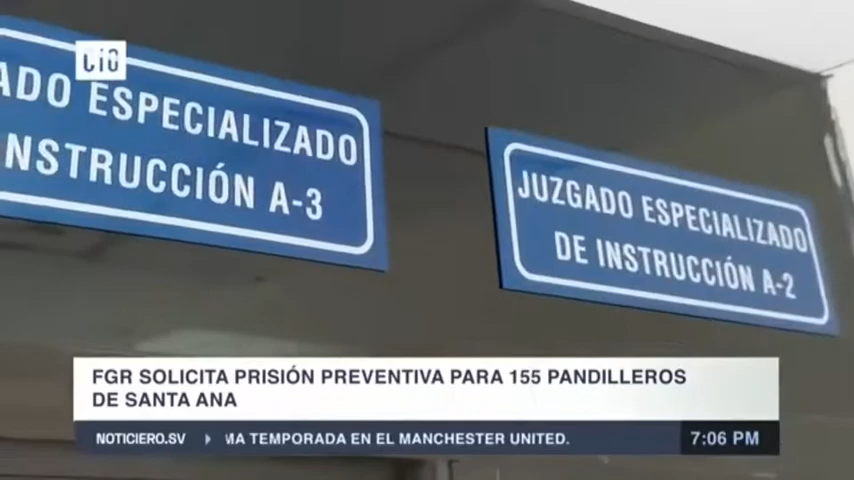 ADO ESPECIALIZADO
NSTRUCCIÓN A-3
JUZGADO ESPECIALIZADO
DE INSTRUCCIÓN A-2
FGR SOLICITA PRISIÓN PREVENTIVA PARA 155 PANDILLEROS
DE SANTA ANA
NOTICIERO.SV
MA TEMPORADA EN EL MANCHESTER UNITED.
7:06 PM